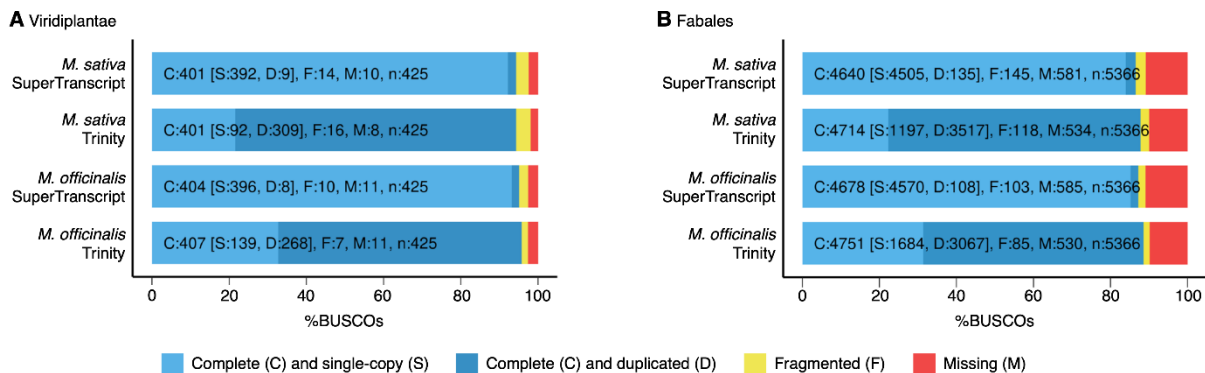 A Viridiplantae
M. sativa
SuperTranscript
C:401 [S:392, D:9], F:14, M:10, n:425
M. sativa
Trinity
C:401 [S:92, D:309], F:16, M:8, n:425
M. officinalis
SuperTranscript
C:404 [S:396, D:8], F:10, M:11, n:425
M. officinalis
Trinity
C:407 [S:139, D:268], F:7, M:11, n:425
0 20 40 60 80 100
%BUSCOs
B Fabales
M. sativa
SuperTranscript
C:4640 [S:4505, D:135], F:145, M:581, n:5366
M. sativa
Trinity
C:4714 [S:1197, D:3517], F:118, M:534, n:5366
M. officinalis
SuperTranscript
C:4678 [S:4570, D:108], F:103, M:585, n:5366
M. officinalis
Trinity
C:4751 [S:1684, D:3067], F:85, M:530, n:5366
0 20 40 60 80 100
%BUSCOs
Complete (C) and single-copy (S) Complete (C) and duplicated (D) Fragmented (F) Missing (M)